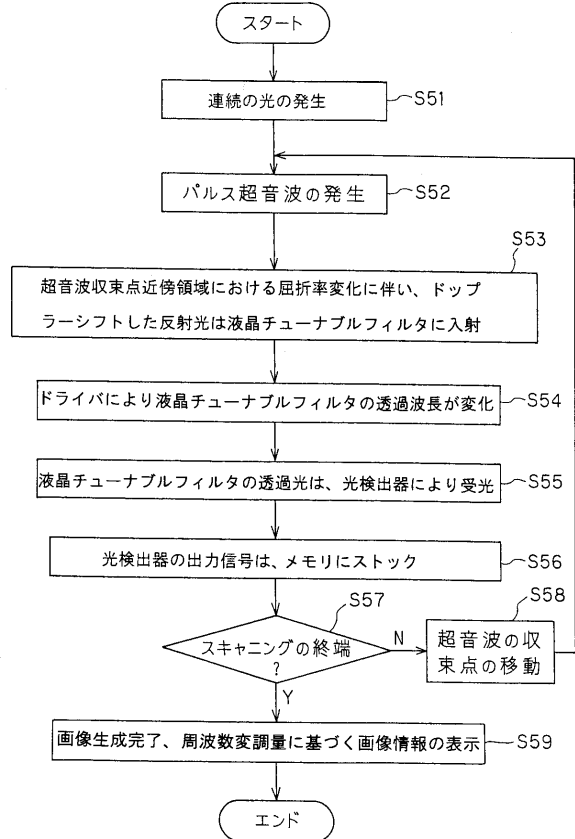 スタート
連続の光の発生
S51
パルス超音波の発生
S52
S53
超音波収束点近傍領域における屈折率変化に伴い、ドップ
ラーシフトした反射光は液晶チューナブルフィルタに入射
ドライバにより液晶チューナブルフィルタの透過波長が変化
S54
液晶チューナブルフィルタの透過光は、光検出器により受光
S55
光検出器の出力信号は、メモリにストック
S56
S57
スキャニングの終端
?
N
Y
S58
超音波の収
束点の移動
画像生成完了、周波数変調量に基づく画像情報の表示
S59
エンド